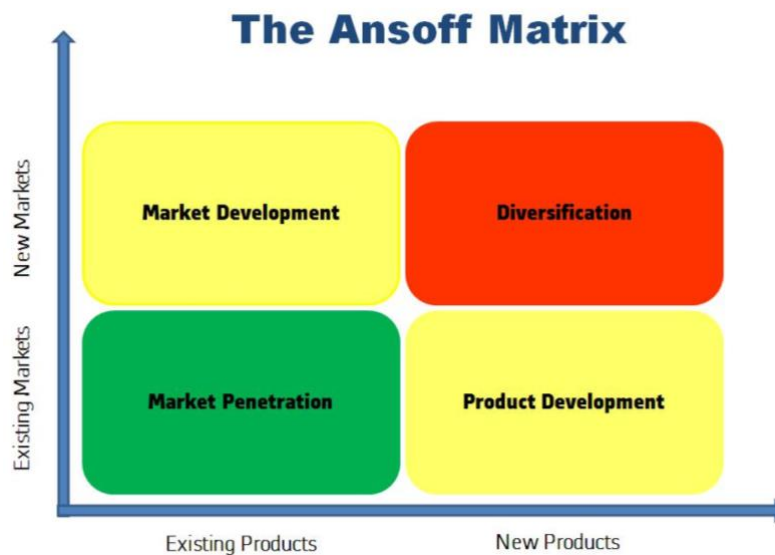 The Ansoff Matrix
New Markets
Market Development
Diversification
Existing Markets
Market Penetration
Product Development
Existing Products
New Products